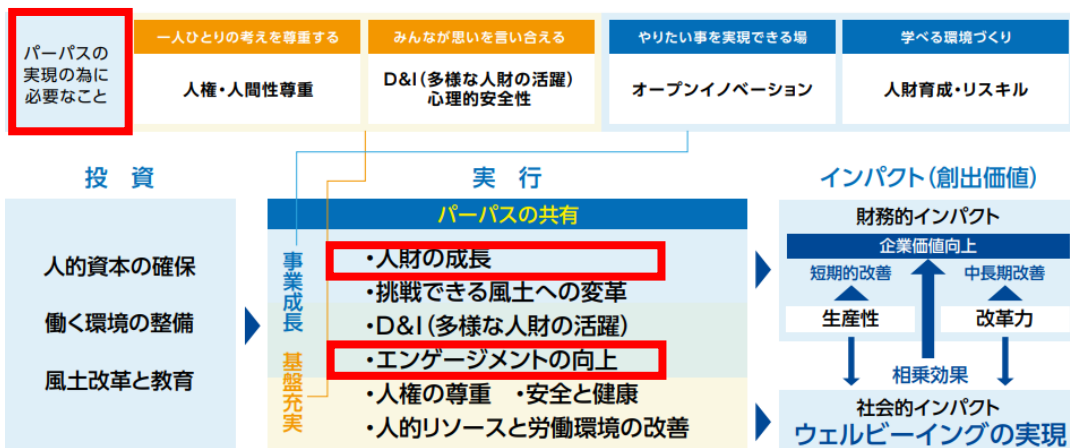 パーパスの
実現の為に
必要なこと
一人ひとりの考えを尊重する
人権・人間性尊重
みんなが思いを言い合える
D&I(多様な人財の活躍)
心理的安全性
やりたい事を実現できる場
オープンイノベーション
学べる環境づくり
人財育成・リスキル
投 資
人的資本の確保
働く環境の整備
風土改革と教育
実 行
パーパスの共有
事業成長
基盤充実
・人財の成長
・挑戦できる風土への変革
・D&I(多様な人財の活躍)
・エンゲージメントの向上
・人権の尊重 ・安全と健康
・人的リソースと労働環境の改善
インパクト(創出価値)
財務的インパクト
企業価値向上
短期的改善 中長期改善
生産性 改革力
相乗効果
社会的インパクト
ウェルビーイングの実現